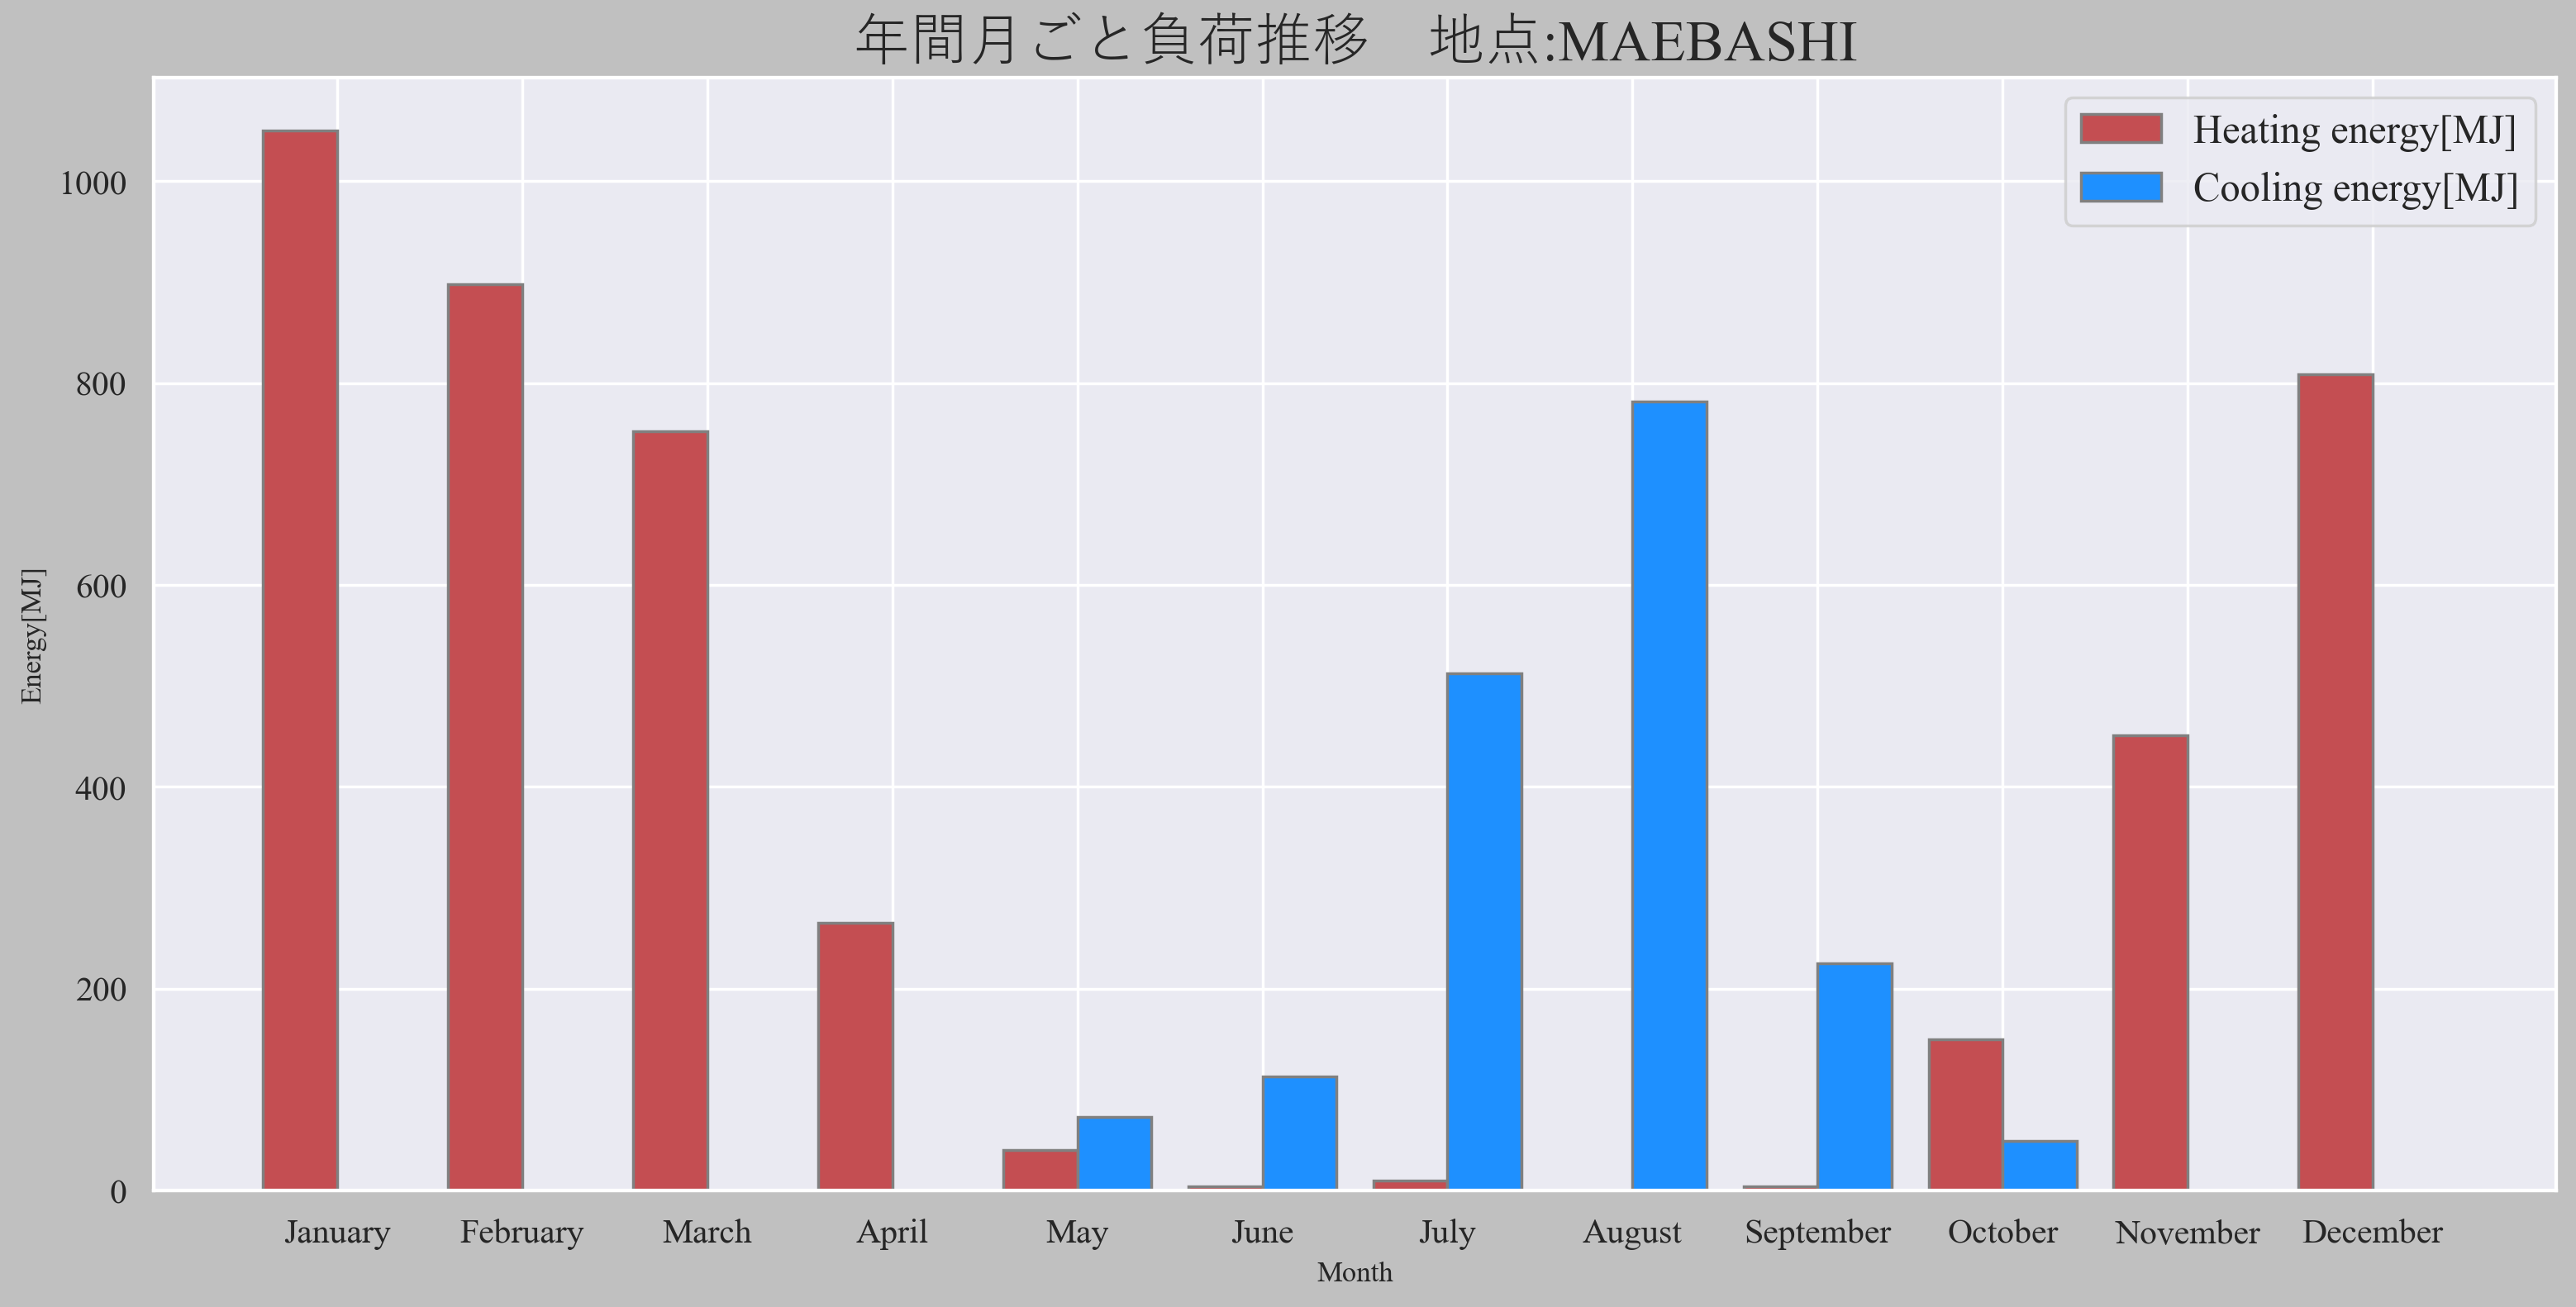 年間月ごと負荷推移　地点:MAEBASHI
Heating energy[MJ]
Cooling energy[MJ]
1000
800
600
400
200
0
Energy[MJ]
January February March April May June July August September October November December
Month